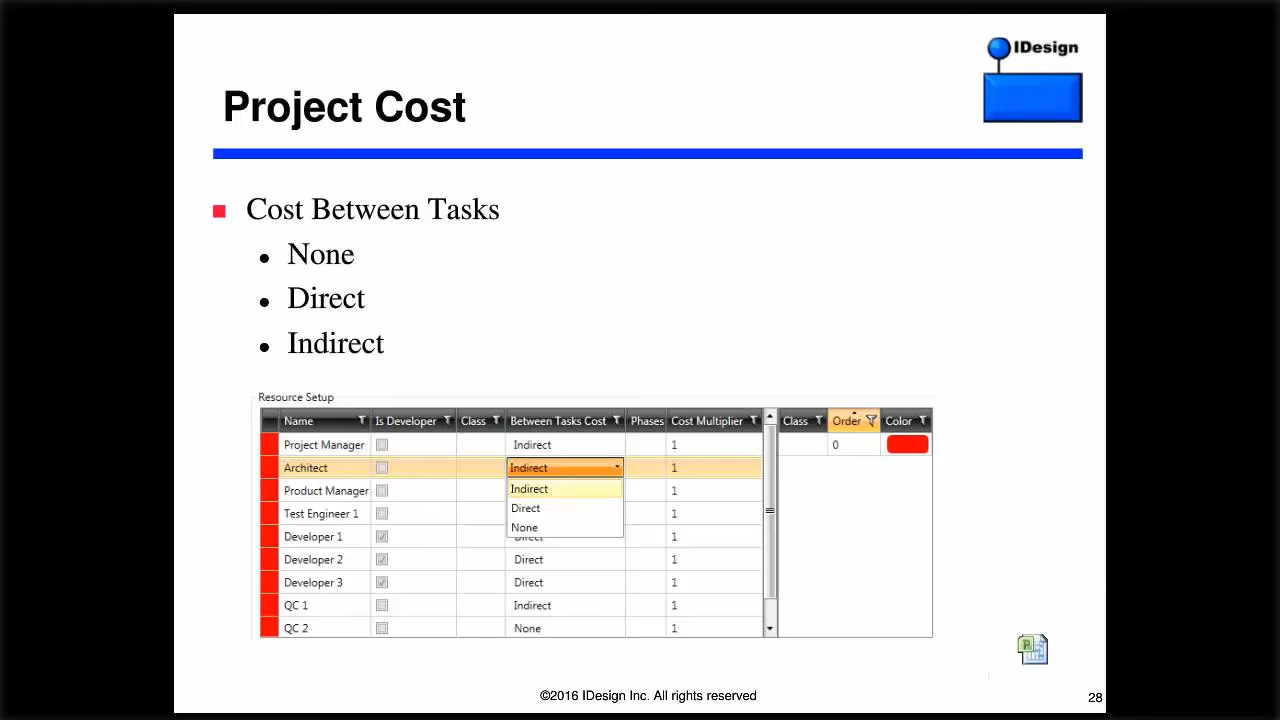 IDesign
Project Cost
Cost Between Tasks
None
Direct
Indirect
Resource Setup
Name Is Developer Class Between Tasks Cost Phases Cost Multiplier Class Order Color
Project Manager Indirect 1 0
Architect Indirect 1
Product Manager Indirect 1
Test Engineer 1 Direct 1
Developer 1 None Direct 1
Developer 2 Direct 1
Developer 3 Direct 1
QC 1 Indirect 1
QC 2 None 1
©2016 IDesign Inc. All rights reserved
28